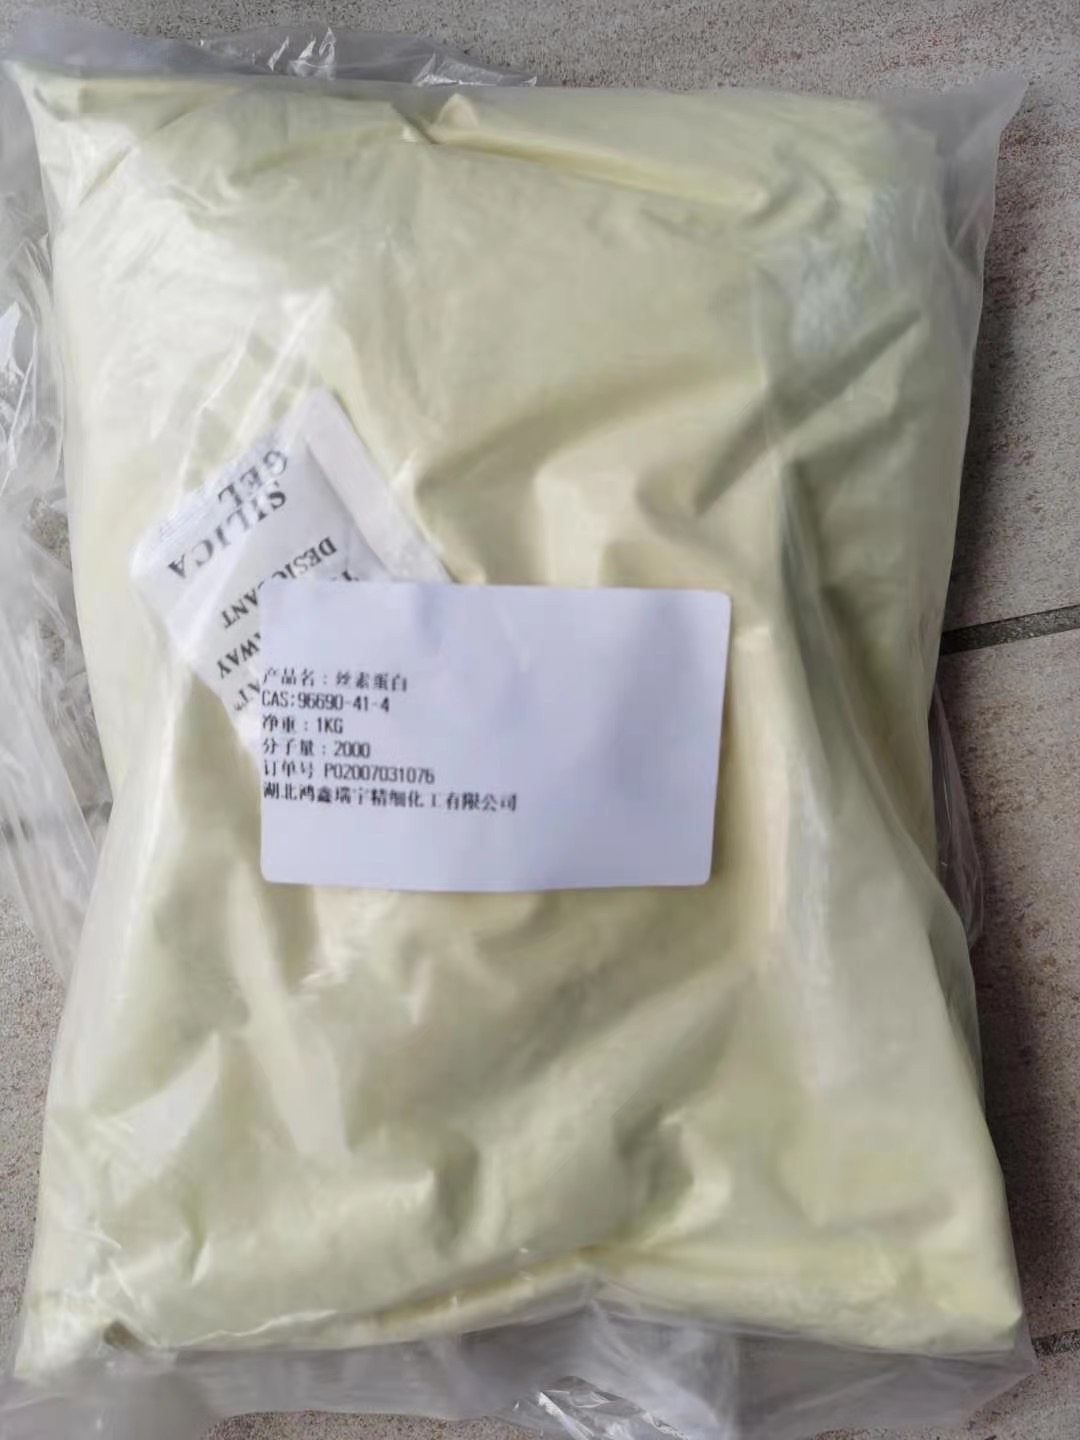 SILICA
GEL
DESICCANT
AWAY
产品名：丝素蛋白
CAS:96690-41-4
净重：1KG
分子量：2000
订单号 PO2007031076
湖北鸿鑫瑞宇精细化工有限公司